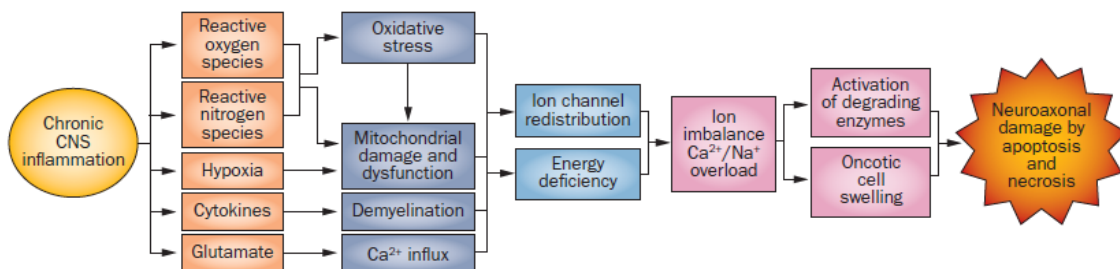 Chronic
CNS
inflammation
Reactive
oxygen
species
Reactive
nitrogen
species
Hypoxia
Cytokines
Glutamate
Oxidative
stress
Mitochondrial
damage and
dysfunction
Demyelination
Ca²⁺ influx
Ion channel
redistribution
Energy
deficiency
Ion
imbalance
Ca²⁺/Na⁺
overload
Activation
of degrading
enzymes
Oncotic
cell
swelling
Neuroaxonal
damage by
apoptosis
and
necrosis